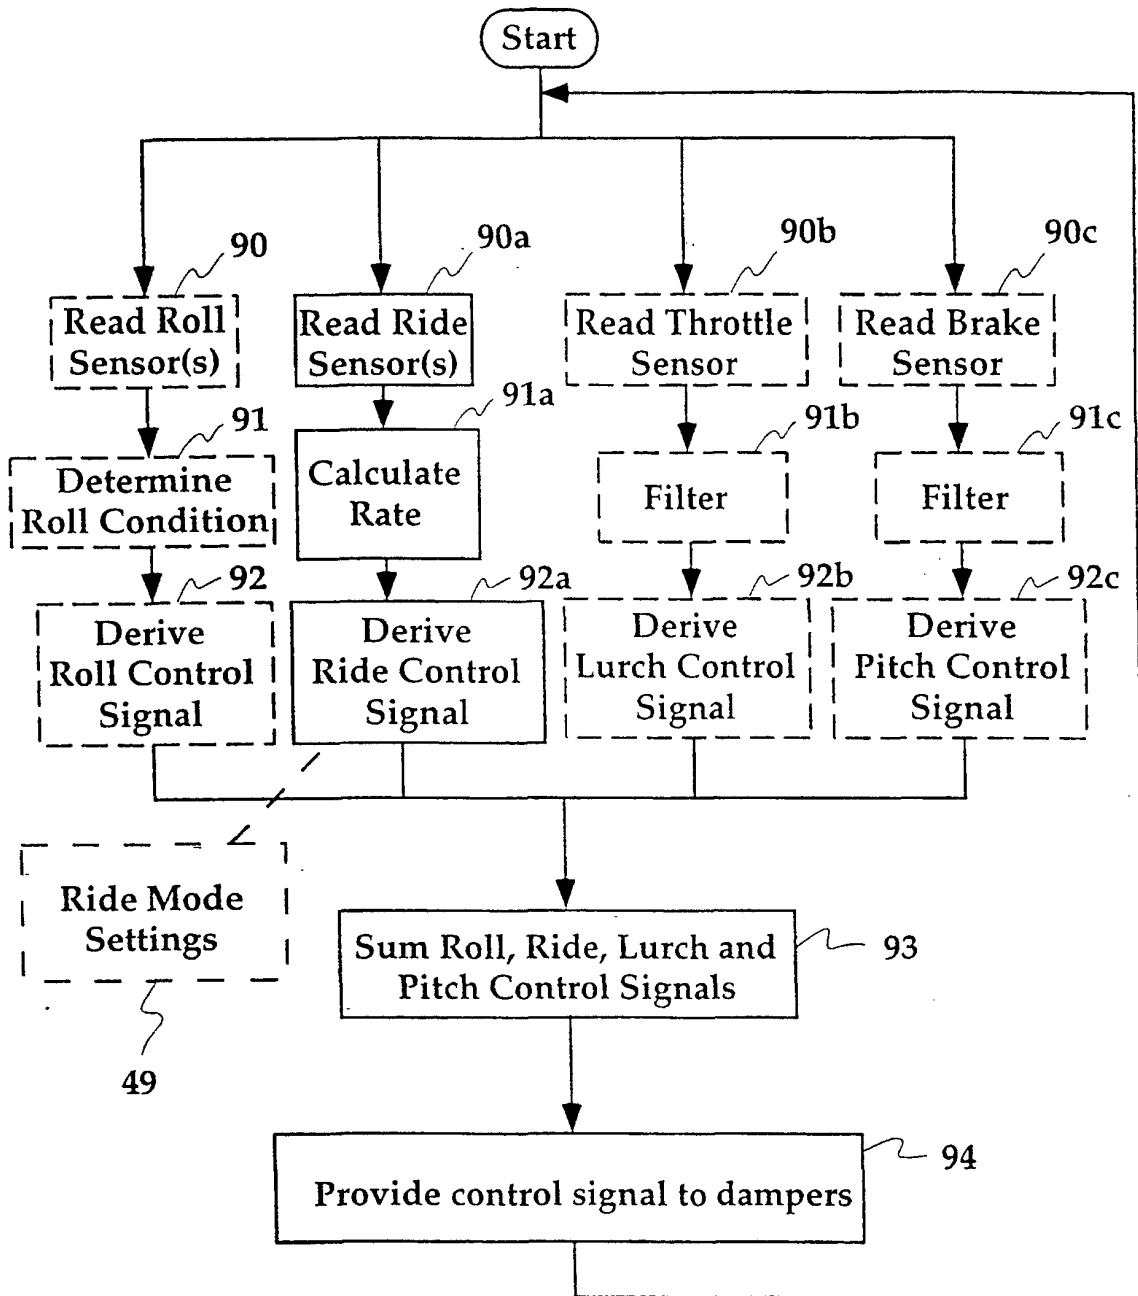 Start
90
90a
90b
90c
Read Roll
Sensor(s)
Read Ride
Sensor(s)
Read Throttle
Sensor
Read Brake
Sensor
91
91a
91b
91c
Determine
Roll Condition
Calculate
Rate
Filter
Filter
92
92a
92b
92c
Derive
Roll Control
Signal
Derive
Ride Control
Signal
Derive
Lurch Control
Signal
Derive
Pitch Control
Signal
Ride Mode
Settings
49
Sum Roll, Ride, Lurch and
Pitch Control Signals
93
Provide control signal to dampers
94